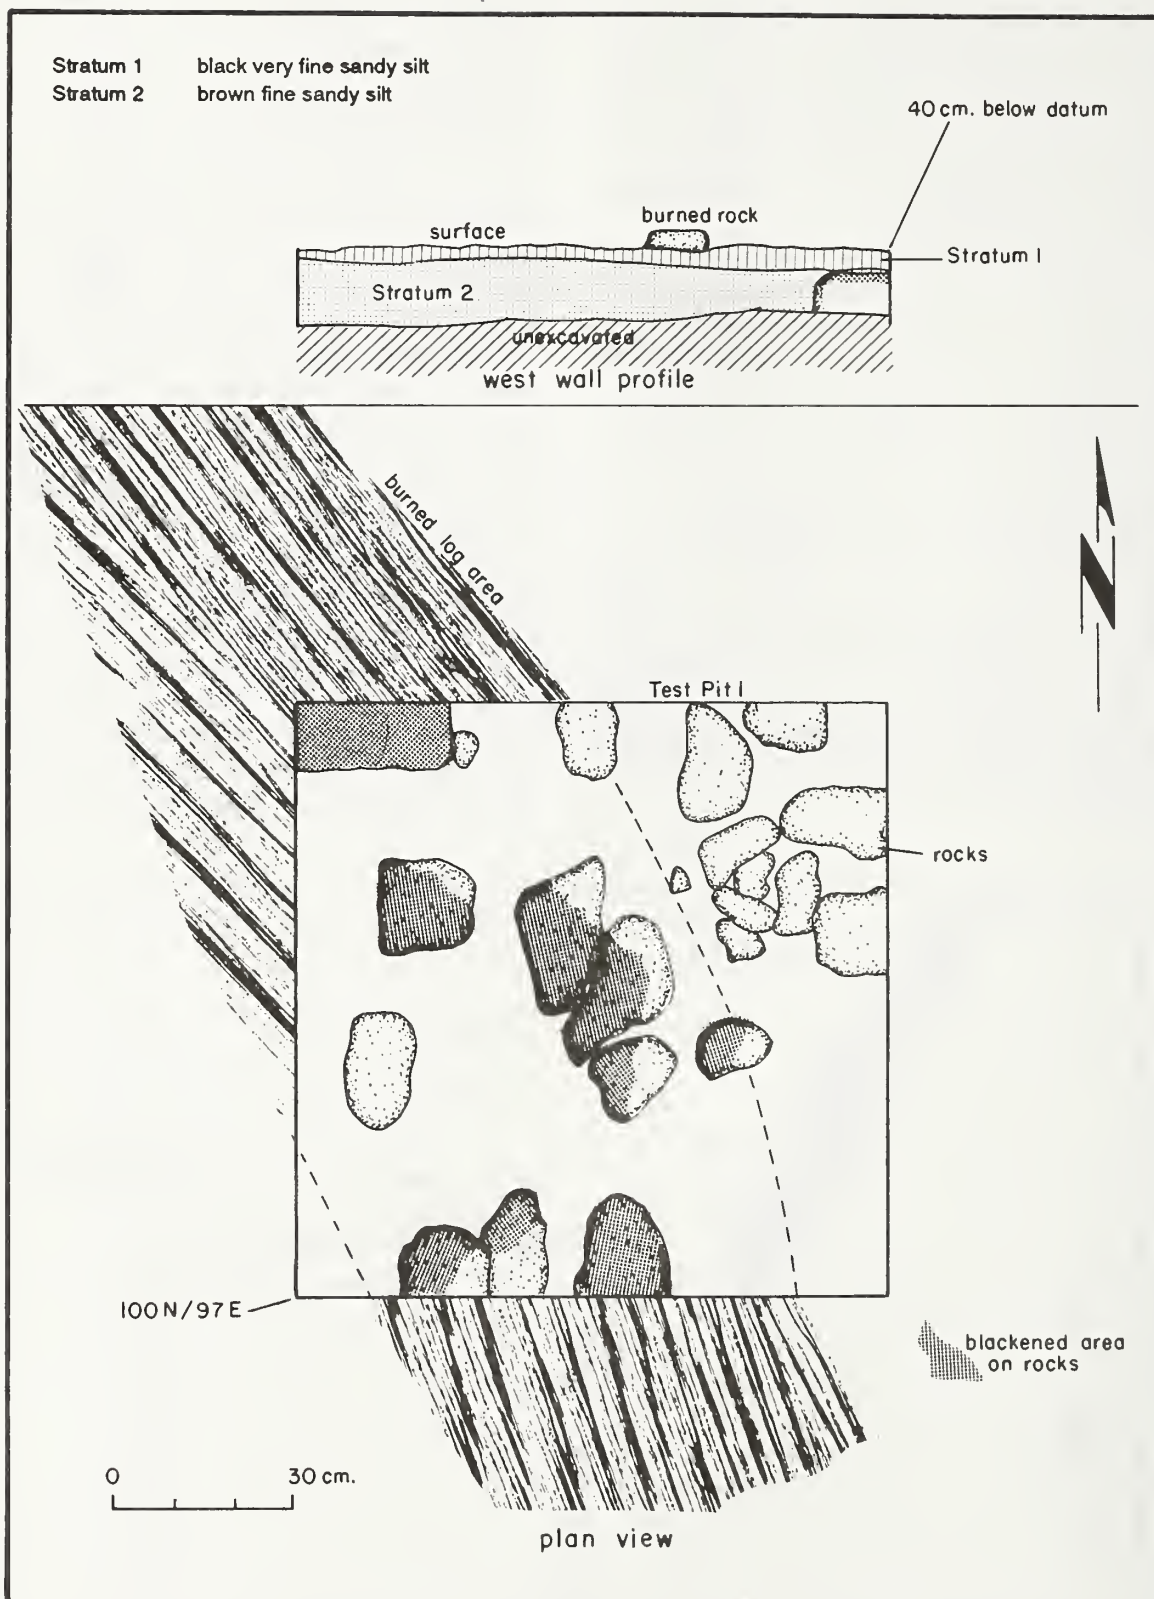 Stratum 1 black very fine sandy silt
Stratum 2 brown fine sandy silt
40 cm. below datum
burned rock
surface
Stratum 1
Stratum 2
unexcavated
west wall profile
burned log area
N
Test Pit 1
rocks
100 N/97 E
blackened area
on rocks
0 30 cm.
plan view